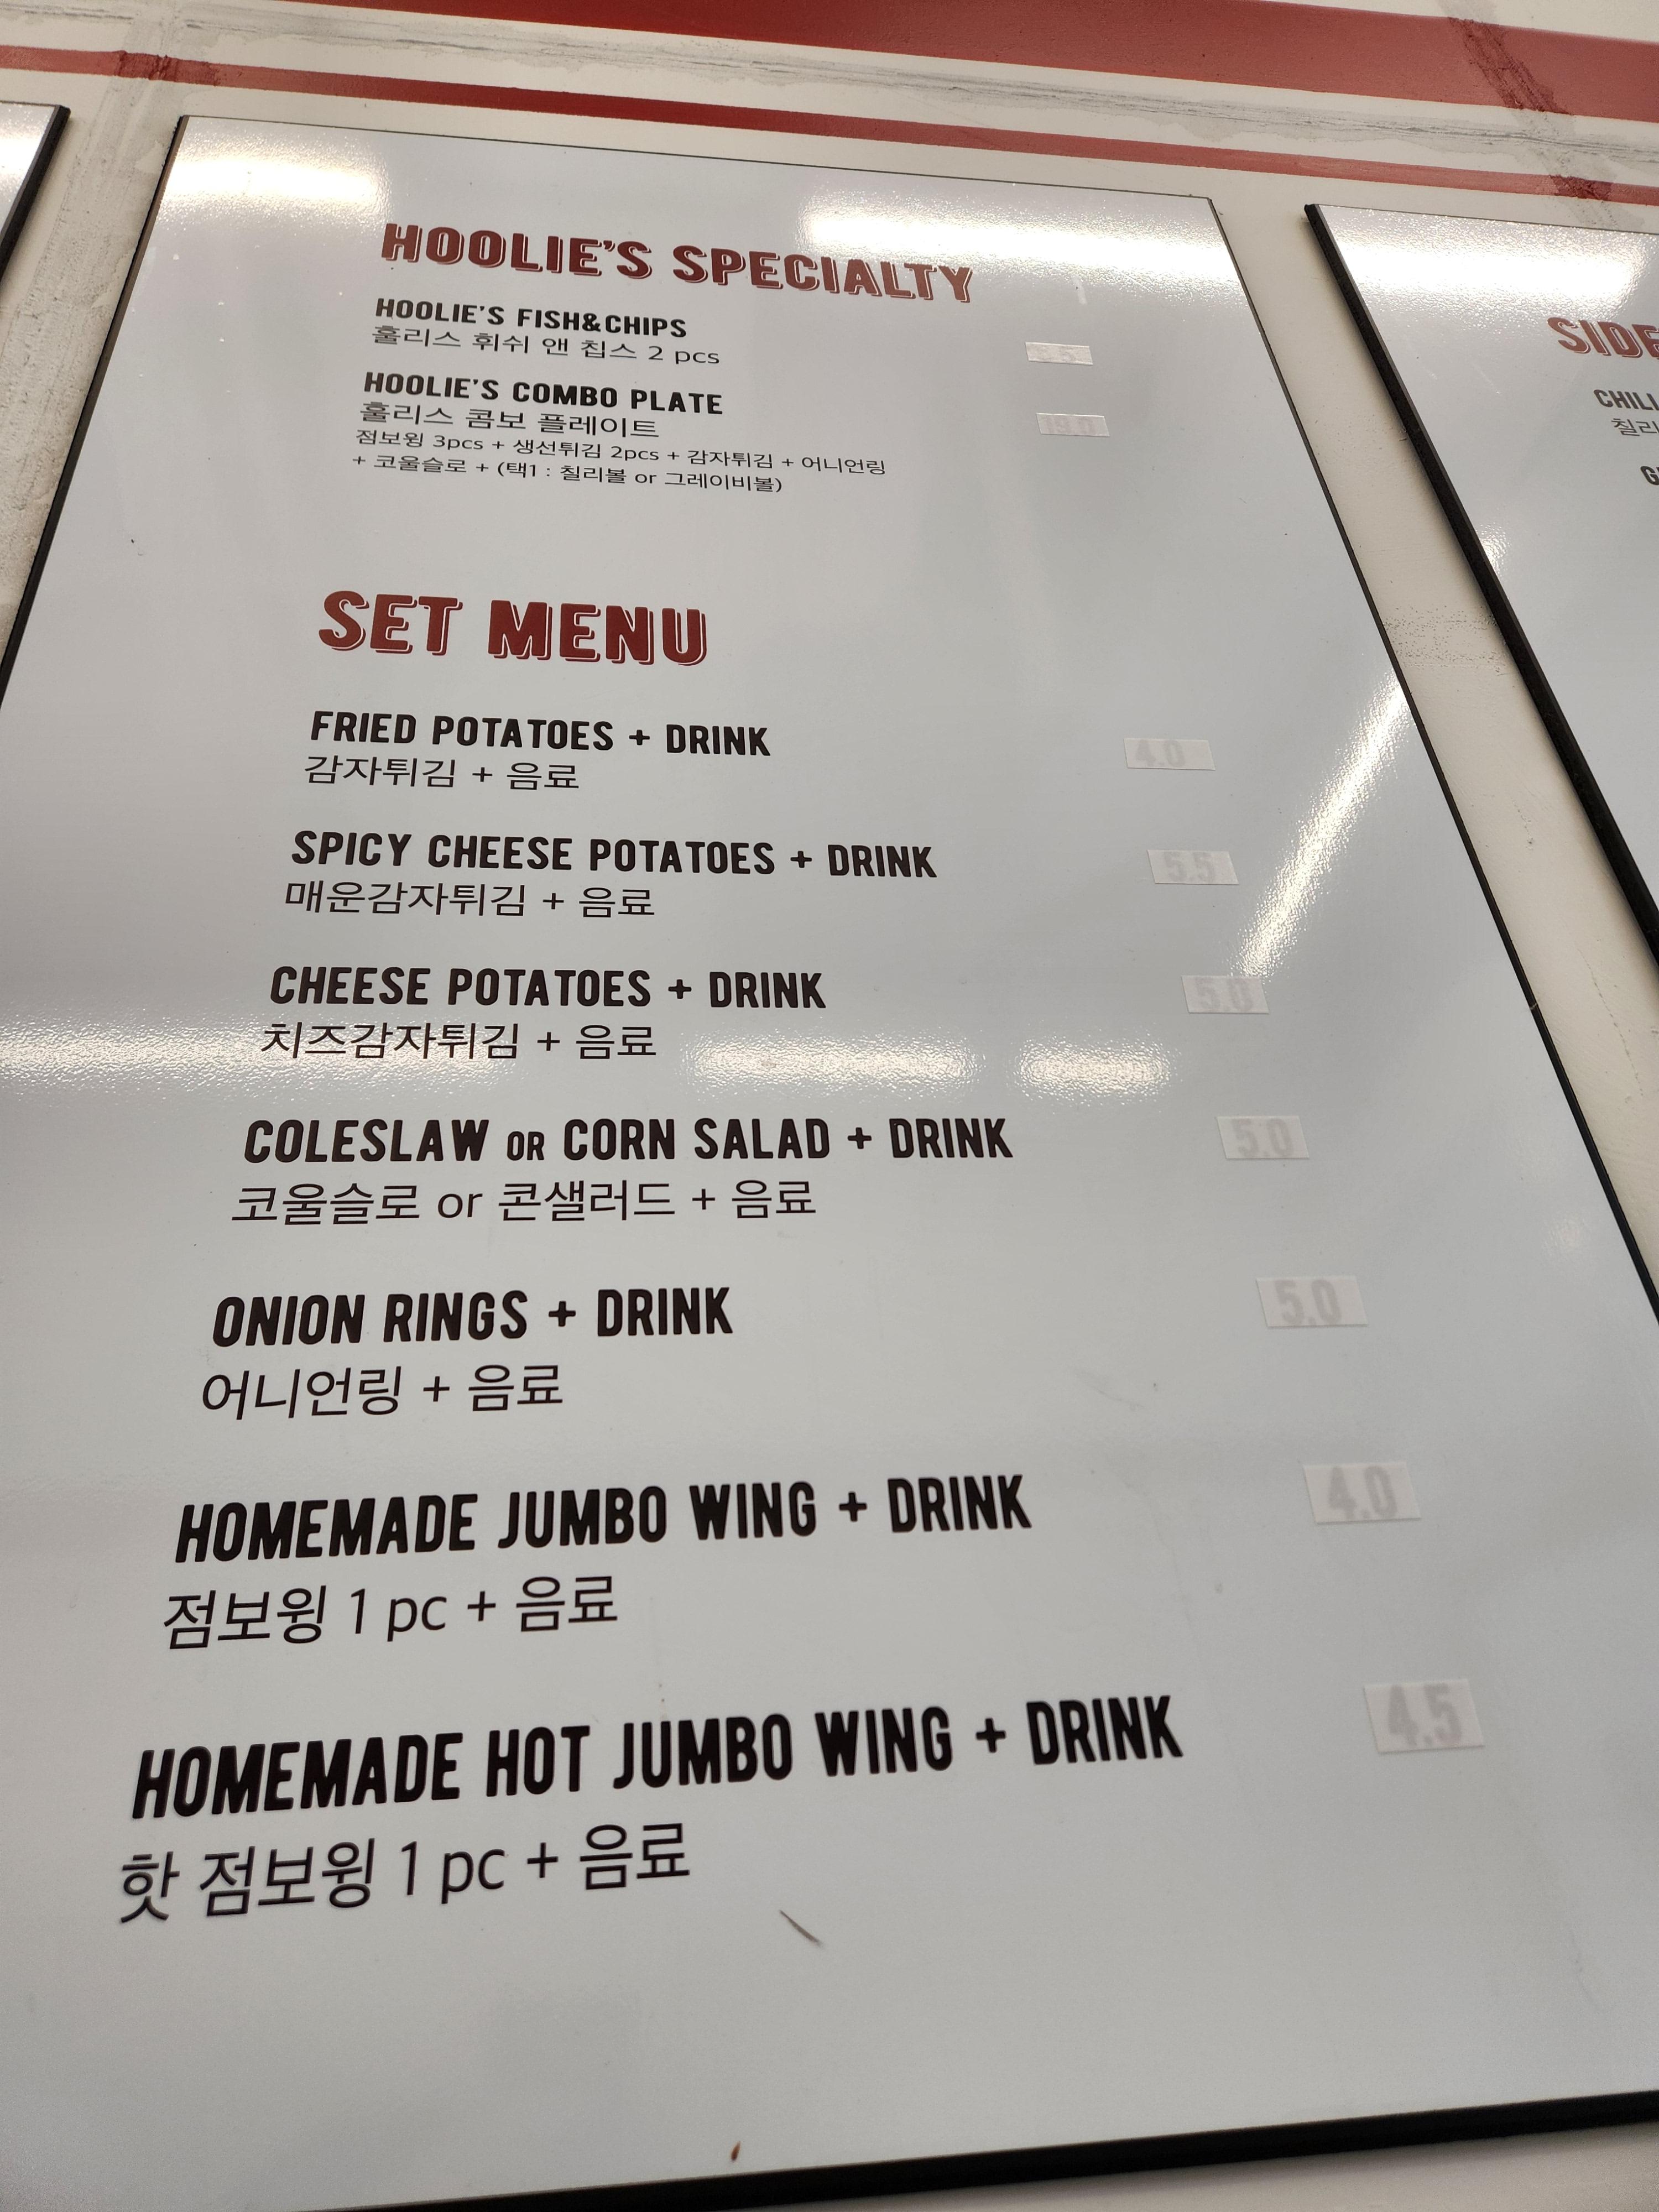 HOOLIE'S SPECIALTY
HOOLIE'S FISH&CHIPS
훌리스 휘쉬 앤 칩스 2 pcs
HOOLIE'S COMBO PLATE
훌리스 콤보 플레이트
점보윙 3pcs + 생선튀김 2pcs + 감자튀김 + 어니언링
+ 코울슬로 + (택1 : 칠리볼 or 그레이비볼)
19.0
SET MENU
FRIED POTATOES + DRINK
감자튀김 + 음료
4.0
SPICY CHEESE POTATOES + DRINK
매운감자튀김 + 음료
5.5
CHEESE POTATOES + DRINK
치즈감자튀김 + 음료
5.0
COLESLAW OR CORN SALAD + DRINK
코울슬로 or 콘샐러드 + 음료
5.0
ONION RINGS + DRINK
어니언링 + 음료
5.0
HOMEMADE JUMBO WING + DRINK
점보윙 1 pc + 음료
4.0
HOMEMADE HOT JUMBO WING + DRINK
핫 점보윙 1 pc + 음료
4.5
SIDE
CHILI
칠리